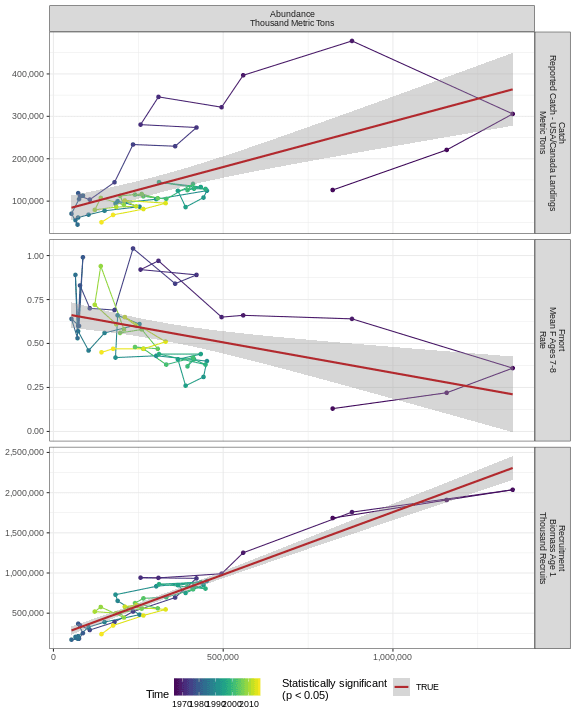 Abundance
Thousand Metric Tons
400,000
300,000
200,000
100,000
Catch
Reported Catch - USA/Canada Landings
Metric Tons
1.00
0.75
0.50
0.25
0.00
Fmort
Mean F Ages 7-8
Rate
2,500,000
2,000,000
1,500,000
1,000,000
500,000
Recruitment
Biomass Age 1
Thousand Recruits
0
500,000
1,000,000
Time
1970 1980 1990 2000 2010
Statistically significant
(p < 0.05)
TRUE